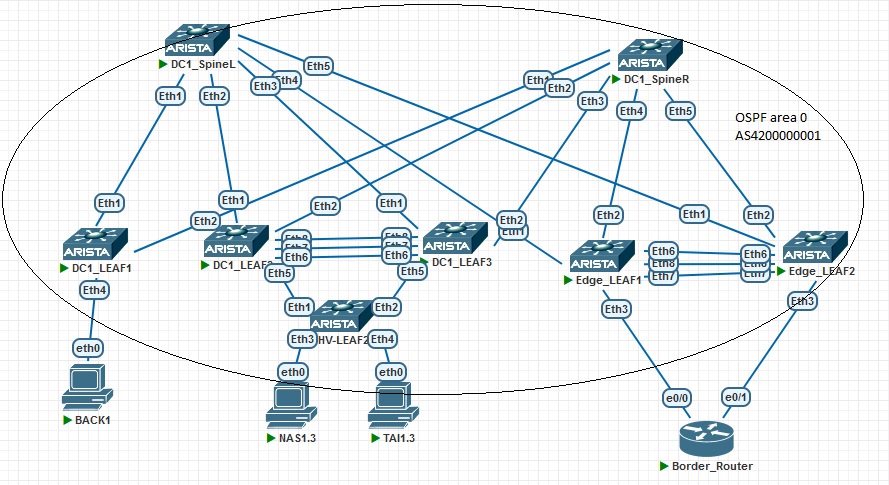 ARISTA
DC1_SpineL
ARISTA
DC1_SpineR
Eth5
Eth4
Eth3
Eth1
Eth2
Eth1
Eth2
Eth3
Eth4
Eth5
OSPF area 0
AS4200000001
Eth1
Eth2
Eth1
Eth2
Eth1
Eth2
Eth1
Eth2
Eth1
Eth2
ARISTA
DC1_LEAF1
ARISTA
DC1_LEAF
Eth8
Eth7
Eth6
Eth8
Eth7
Eth6
ARISTA
DC1_LEAF3
ARISTA
Edge_LEAF1
Eth6
Eth8
Eth7
Eth6
Eth8
Eth7
ARISTA
Edge_LEAF2
Eth4
Eth5
Eth5
Eth1
Eth2
ARISTA
HV-LEAF2
Eth3
Eth4
Eth3
Eth3
eth0
BACK1
eth0
NAS1.3
eth0
TAI1.3
e0/0
e0/1
Border_Router